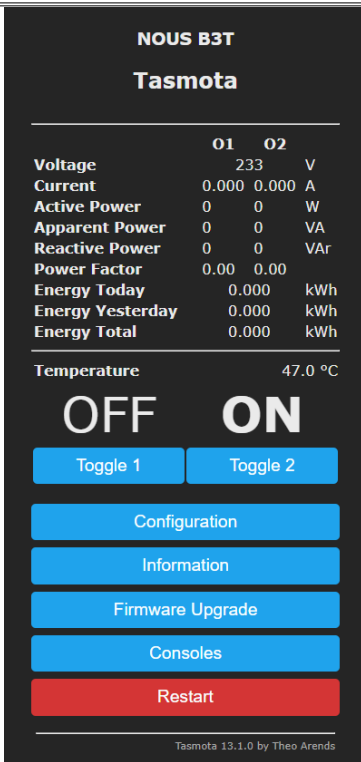 NOUS B3T
Tasmota
O1 O2
Voltage 233 V
Current 0.000 0.000 A
Active Power 0 0 W
Apparent Power 0 0 VA
Reactive Power 0 0 VAr
Power Factor 0.00 0.00
Energy Today 0.000 kWh
Energy Yesterday 0.000 kWh
Energy Total 0.000 kWh
Temperature 47.0 °C
OFF ON
Toggle 1 Toggle 2
Configuration
Information
Firmware Upgrade
Consoles
Restart
Tasmota 13.1.0 by Theo Arends